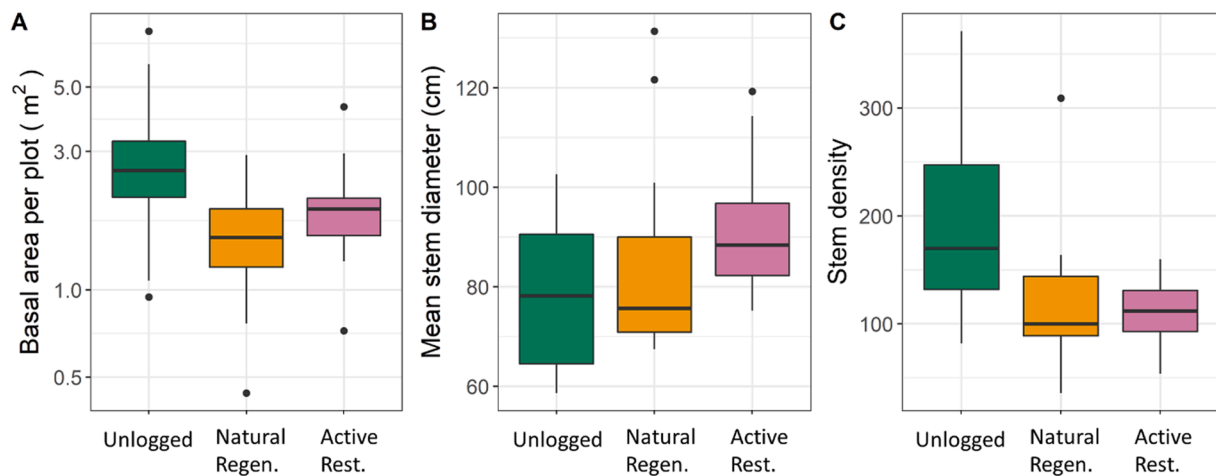 A
Basal area per plot ( m2 )
5.0
3.0
1.0
0.5
Unlogged
Natural
Regen.
Active
Rest.
B
Mean stem diameter (cm)
120
100
80
60
Unlogged
Natural
Regen.
Active
Rest.
C
Stem density
300
200
100
Unlogged
Natural
Regen.
Active
Rest.